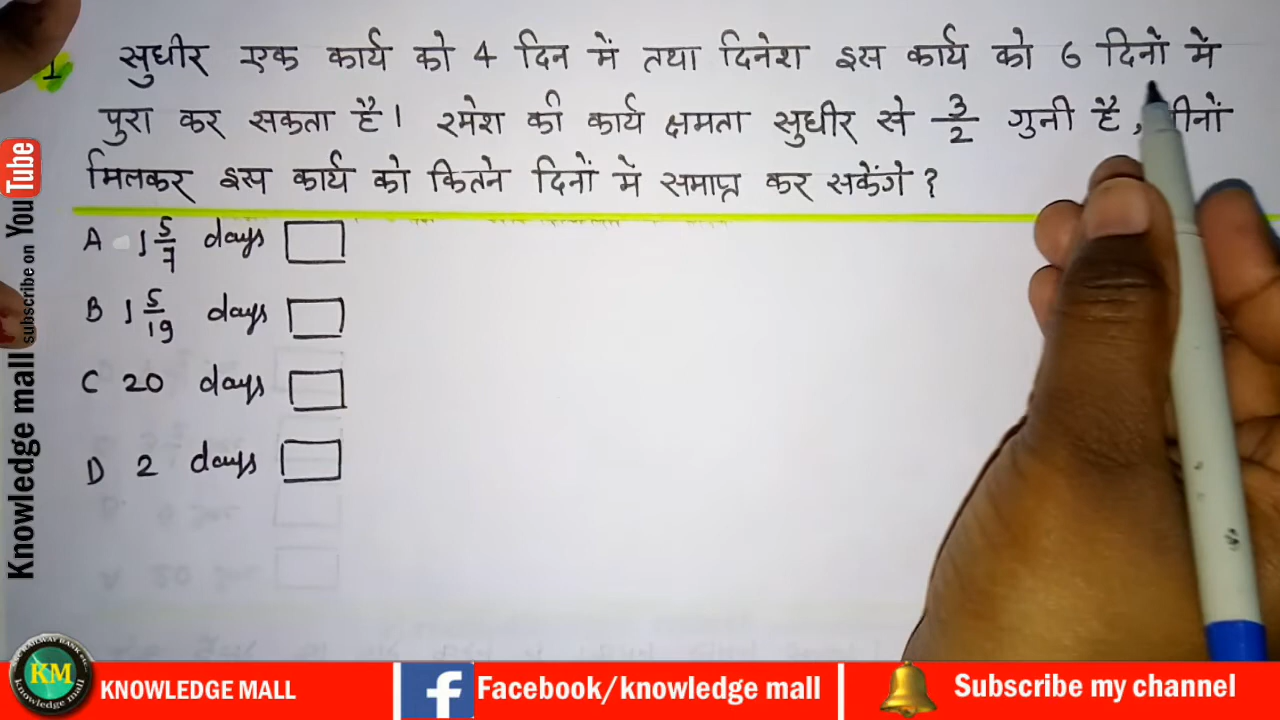 1 सुधीर एक कार्य को 4 दिन में तथा दिनेश इस कार्य को 6 दिनों में
पुरा कर सकता है। रमेश की कार्य क्षमता सुधीर से 3/2 गुनी है,
मिलकर इस कार्य को कितने दिनों में समाप्त कर सकेंगे ?
A 1 5/7 days
B 1 5/19 days
C 20 days
D 2 days
Knowledge mall subscribe on YouTube
KM
knowledge mall
KNOWLEDGE MALL
Facebook/knowledge mall
Subscribe my channel